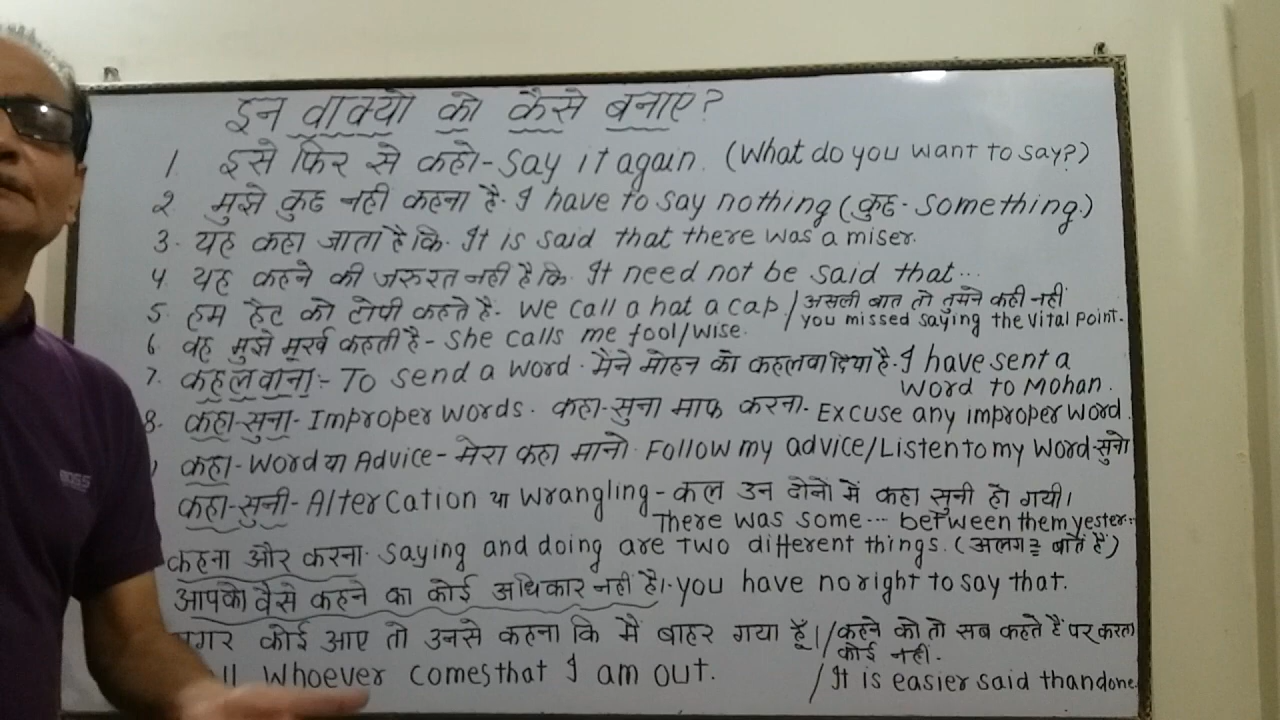 इन वाक्यों को कैसे बनाएं?
1. इसे फिर से कहो - Say it again. (What do you want to say?)
2. मुझे कुछ नहीं कहना है. I have to say nothing (कुछ - Something.)
3. यह कहा जाता है कि. It is said that there was a miser.
4. यह कहने की जरुरत नहीं है कि. It need not be said that...
5. हम हैट को टोपी कहते है. We call a hat a cap / असली बात तो तुमने कही नहीं
you missed saying the vital point.
6. वह मुझे मूर्ख कहती है - She calls me fool/wise.
7. कहलवाना :- To send a word. मैंने मोहन को कहलवा दिया है. I have sent a
word to Mohan.
8. कहा-सुना - Improper words. कहा-सुना माफ करना. Excuse any improper word.
कहा - Word या Advice - मेरा कहा मानो. Follow my advice/Listen to my word - सुनो
कहा-सुनी - Altercation या Wrangling - कल उन दोनों में कहा सुनी हो गयी।
There was some... between them yester..
कहना और करना. Saying and doing are two different things. (अलग२ बातें हैं)
आपको वैसे कहने का कोई अधिकार नहीं है।. you have no right to say that.
गर कोई आए तो उनसे कहना कि मैं बाहर गया हूँ। / कहने को तो सब कहते हैं पर करता
कोई नहीं.
ll whoever comes that I am out. / It is easier said than done
BOSS